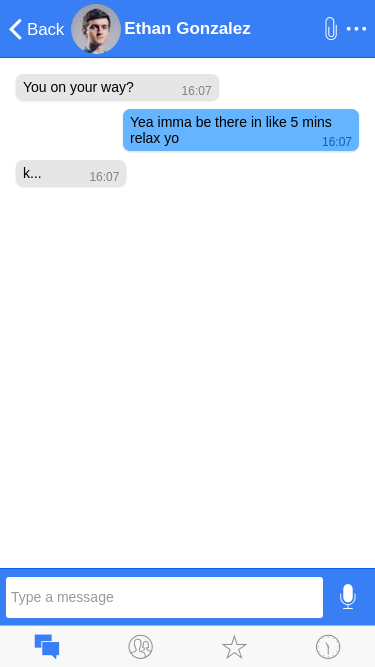 Back
Ethan Gonzalez
You on your way?
16:07
Yea imma be there in like 5 mins
relax yo
16:07
k...
16:07
Type a message